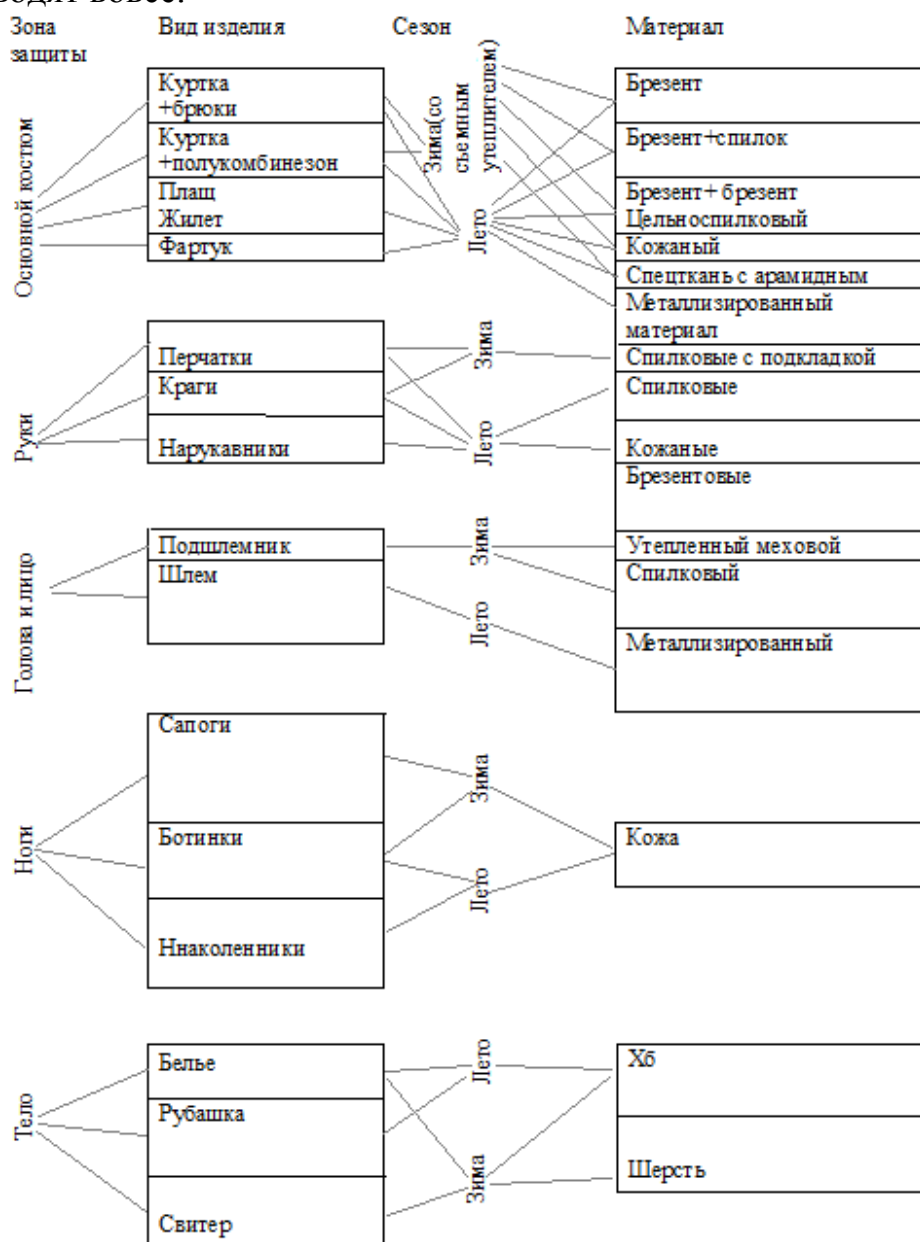 Зона защиты
Вид изделия
Сезон
Материал
Основной костюм
Куртка
+брюки
Куртка
+полукомбинезон
Плащ
Жилет
Фартук
Зима(со
съемным
утеплителем)
Лето
Брезент
Брезент+спилок
Брезент+ брезент
Цельноспилковый
Кожаный
Спецткань с арамидным
Металлизированный
материал
Руки
Перчатки
Краги
Нарукавники
Зима
Лето
Спилковые с подкладкой
Спилковые
Кожаные
Брезентовые
Голова и лицо
Подшлемник
Шлем
Зима
Лето
Утепленный меховой
Спилковый
Металлизированный
Ноги
Сапоги
Ботинки
Ннаколенники
Зима
Лето
Кожа
Тело
Белье
Рубашка
Свитер
Лето
Зима
Хб
Шерсть